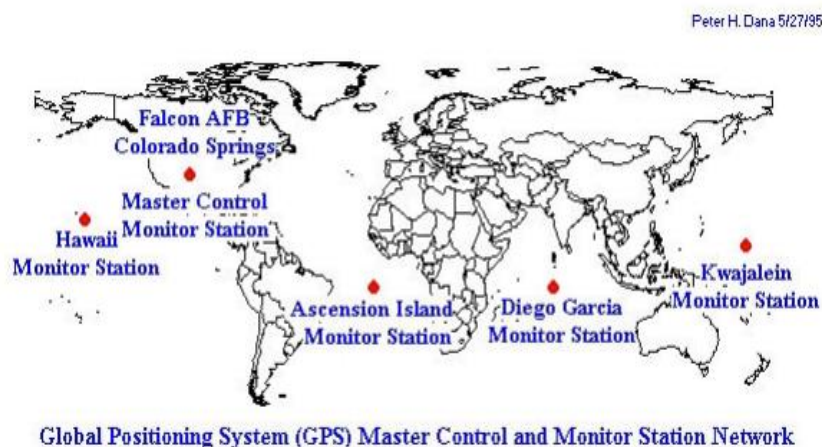 Peter H. Dana 5/27/95
Falcon AFB
Colorado Springs
Master Control
Monitor Station
Hawaii
Monitor Station
Ascension Island
Monitor Station
Diego Garcia
Monitor Station
Kwajalein
Monitor Station
Global Positioning System (GPS) Master Control and Monitor Station Network